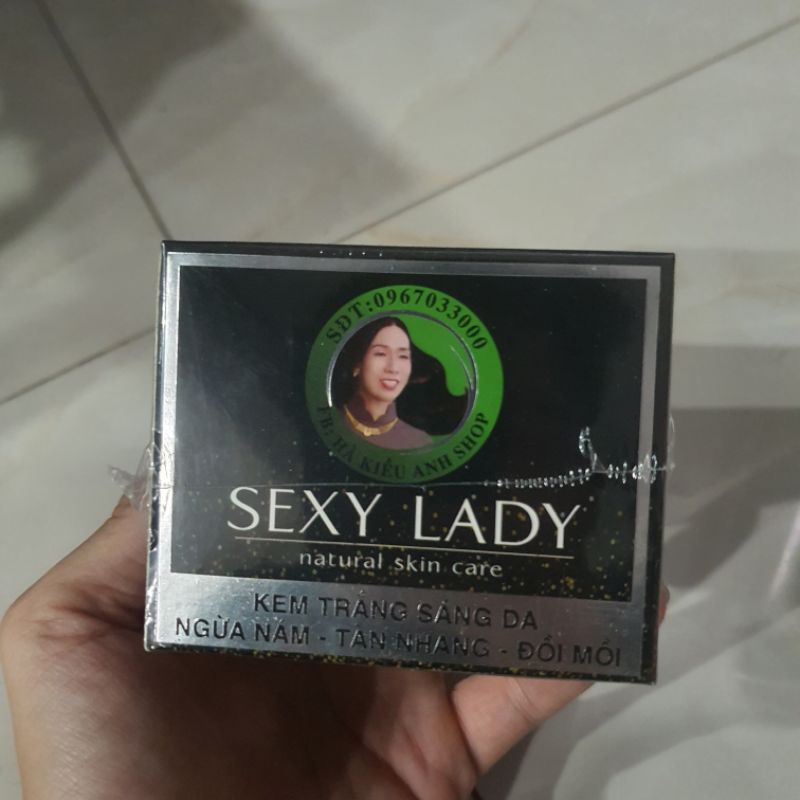 SĐT:0967033000
FB: HÀ KIỀU ANH SHOP
SEXY LADY
natural skin care
KEM TRẮNG SÁNG DA
NGỪA NÁM - TÀN NHANG - ĐỒI MỒI